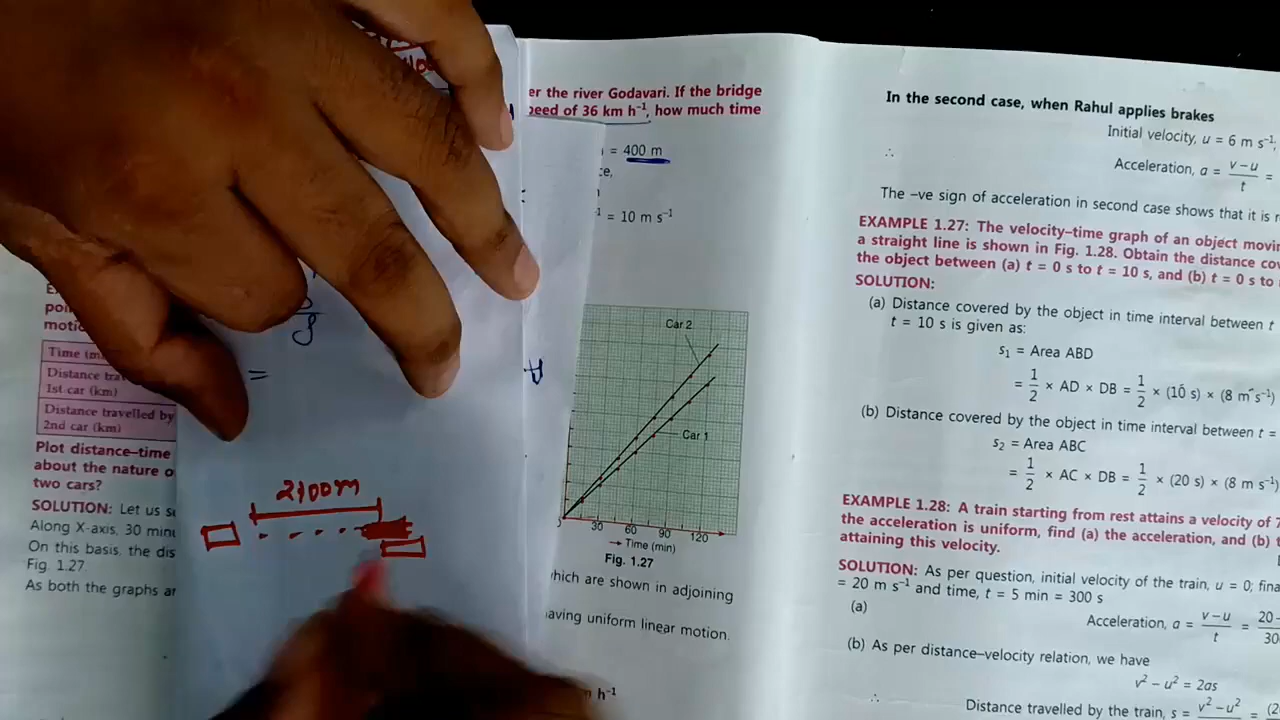 er the river Godavari. If the bridge
peed of 36 km h⁻¹, how much time
= 400 m
ce,
⁻¹ = 10 m s⁻¹
=
2100m
Time (m
Distance tra
1st car (km)
Distance travelled by
2nd car (km)
Plot distance–time
about the nature o
two cars?
SOLUTION: Let us s
Along X-axis, 30 minu
On this basis, the dis
Fig. 1.27.
As both the graphs ar
Car 2
Car 1
30 60 90 120
→ Time (min)
Fig. 1.27
which are shown in adjoining
aving uniform linear motion.
h⁻¹
In the second case, when Rahul applies brakes
Initial velocity, u = 6 m s⁻¹;
∴ Acceleration, a = (v–u)/t =
The –ve sign of acceleration in second case shows that it is r
EXAMPLE 1.27: The velocity–time graph of an object movin
a straight line is shown in Fig. 1.28. Obtain the distance cov
the object between (a) t = 0 s to t = 10 s, and (b) t = 0 s to
SOLUTION:
(a) Distance covered by the object in time interval between t
t = 10 s is given as:
s₁ = Area ABD
= 1/2 × AD × DB = 1/2 × (10 s) × (8 m s⁻¹)
(b) Distance covered by the object in time interval between t =
s₂ = Area ABC
= 1/2 × AC × DB = 1/2 × (20 s) × (8 m s⁻¹)
EXAMPLE 1.28: A train starting from rest attains a velocity of 7
the acceleration is uniform, find (a) the acceleration, and (b) t
attaining this velocity.
SOLUTION: As per question, initial velocity of the train, u = 0; fina
= 20 m s⁻¹ and time, t = 5 min = 300 s
(a) Acceleration, a = (v–u)/t = 20–/30
(b) As per distance–velocity relation, we have
v² – u² = 2as
∴ Distance travelled by the train, s = (v² – u²)/ = (2